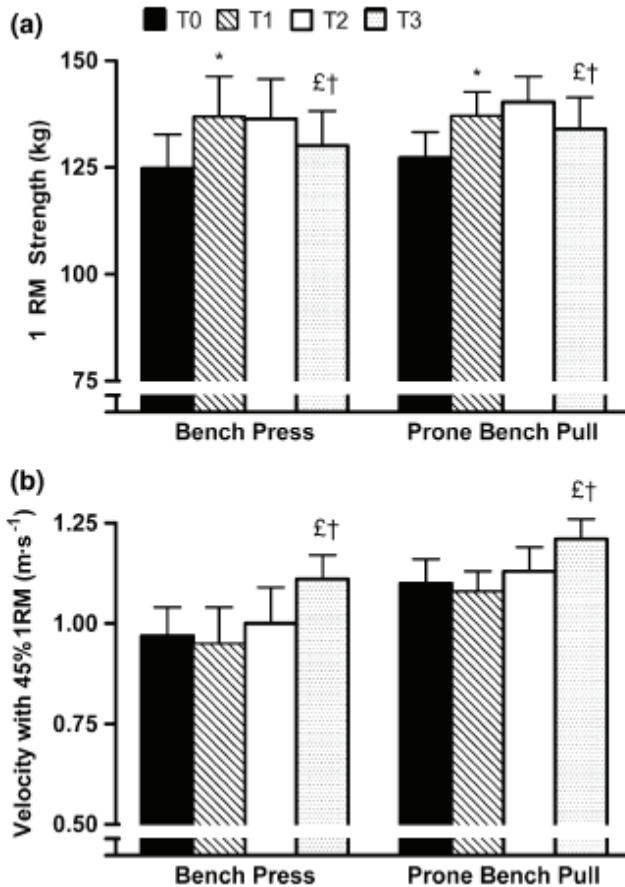 (a) T0 T1 T2 T3
150
125
100
75
1 RM Strength (kg)
* £† * £†
Bench Press Prone Bench Pull
(b)
1.25
1.00
0.75
0.50
Velocity with 45% 1RM (m·s⁻¹)
£† £†
Bench Press Prone Bench Pull